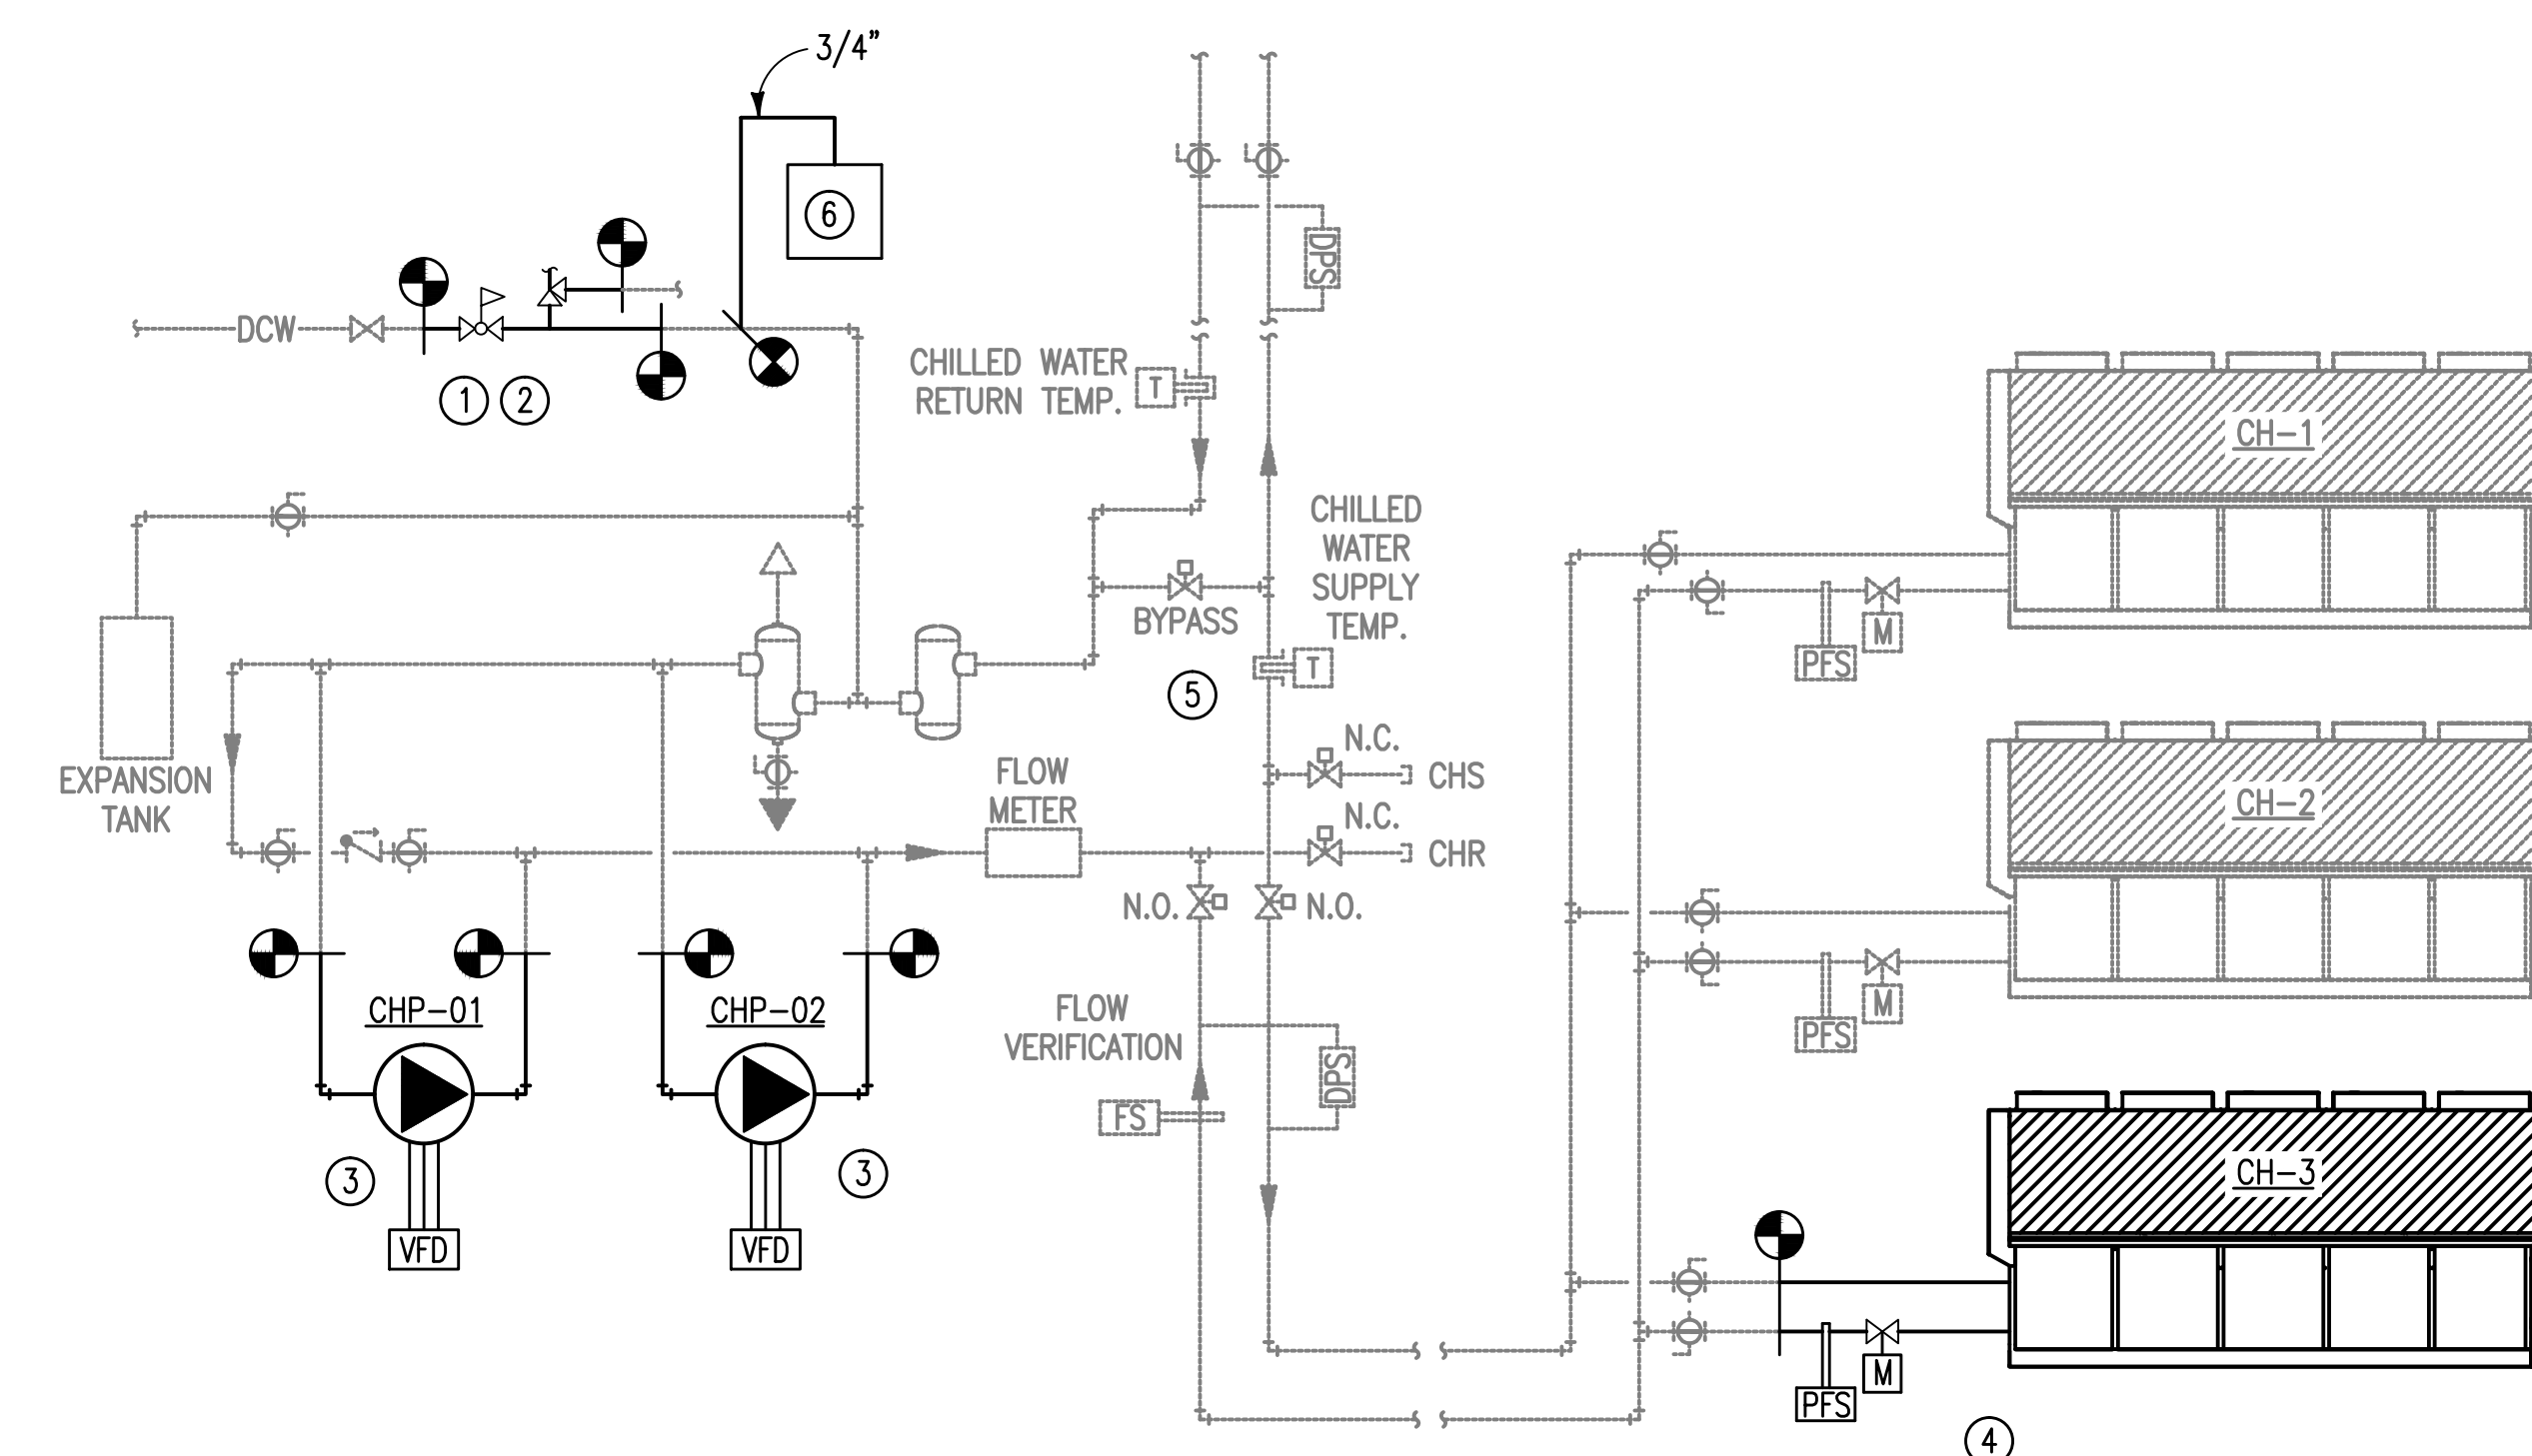 3/4"
6
DPS
DCW
1 2
CHILLED WATER
RETURN TEMP.
T
CH-1
CHILLED
WATER
SUPPLY
TEMP.
BYPASS
T
5
M
PFS
EXPANSION
TANK
FLOW
METER
N.C.
CHS
N.C.
CHR
CH-2
N.O.
N.O.
M
PFS
CHP-01
CHP-02
FLOW
VERIFICATION
DPS
FS
3
3
VFD
VFD
CH-3
M
PFS
4